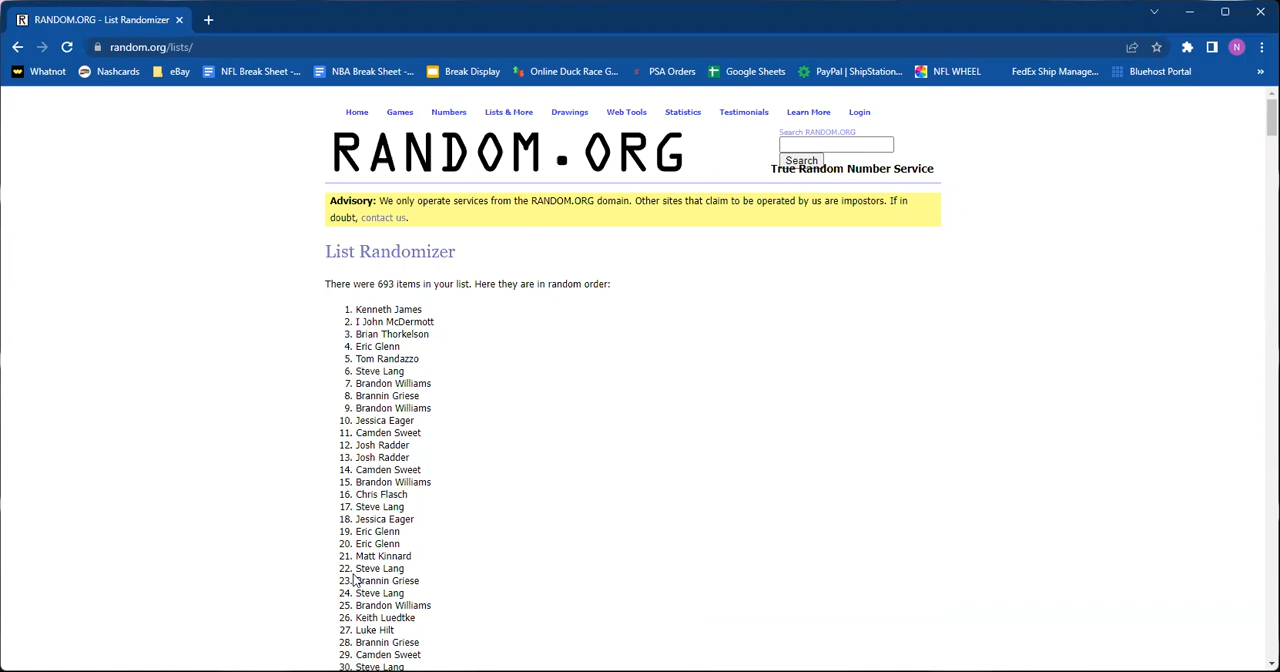 RANDOM.ORG - List Randomizer
random.org/lists/
N
Whatnot Nashcards eBay NFL Break Sheet -... NBA Break Sheet -... Break Display Online Duck Race G... PSA Orders Google Sheets PayPal | ShipStation... NFL WHEEL FedEx Ship Manage... Bluehost Portal »
Home Games Numbers Lists & More Drawings Web Tools Statistics Testimonials Learn More Login
RANDOM.ORG
Search RANDOM.ORG
Search
True Random Number Service
Advisory: We only operate services from the RANDOM.ORG domain. Other sites that claim to be operated by us are impostors. If in
doubt, contact us.
List Randomizer
There were 693 items in your list. Here they are in random order:
1. Kenneth James
2. I John McDermott
3. Brian Thorkelson
4. Eric Glenn
5. Tom Randazzo
6. Steve Lang
7. Brandon Williams
8. Brannin Griese
9. Brandon Williams
10. Jessica Eager
11. Camden Sweet
12. Josh Radder
13. Josh Radder
14. Camden Sweet
15. Brandon Williams
16. Chris Flasch
17. Steve Lang
18. Jessica Eager
19. Eric Glenn
20. Eric Glenn
21. Matt Kinnard
22. Steve Lang
23. Brannin Griese
24. Steve Lang
25. Brandon Williams
26. Keith Luedtke
27. Luke Hilt
28. Brannin Griese
29. Camden Sweet
30. Steve Lang